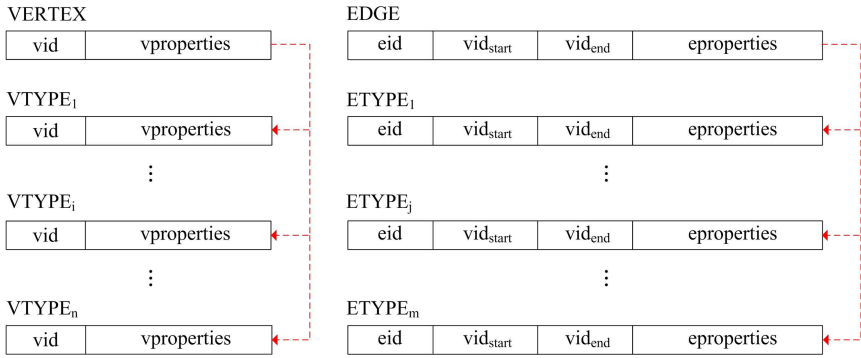 VERTEX
vid vproperties
VTYPE₁
vid vproperties
⋮
VTYPEᵢ
vid vproperties
⋮
VTYPEₙ
vid vproperties
EDGE
eid vidstart vidend eproperties
ETYPE₁
eid vidstart vidend eproperties
⋮
ETYPEⱼ
eid vidstart vidend eproperties
⋮
ETYPEₘ
eid vidstart vidend eproperties